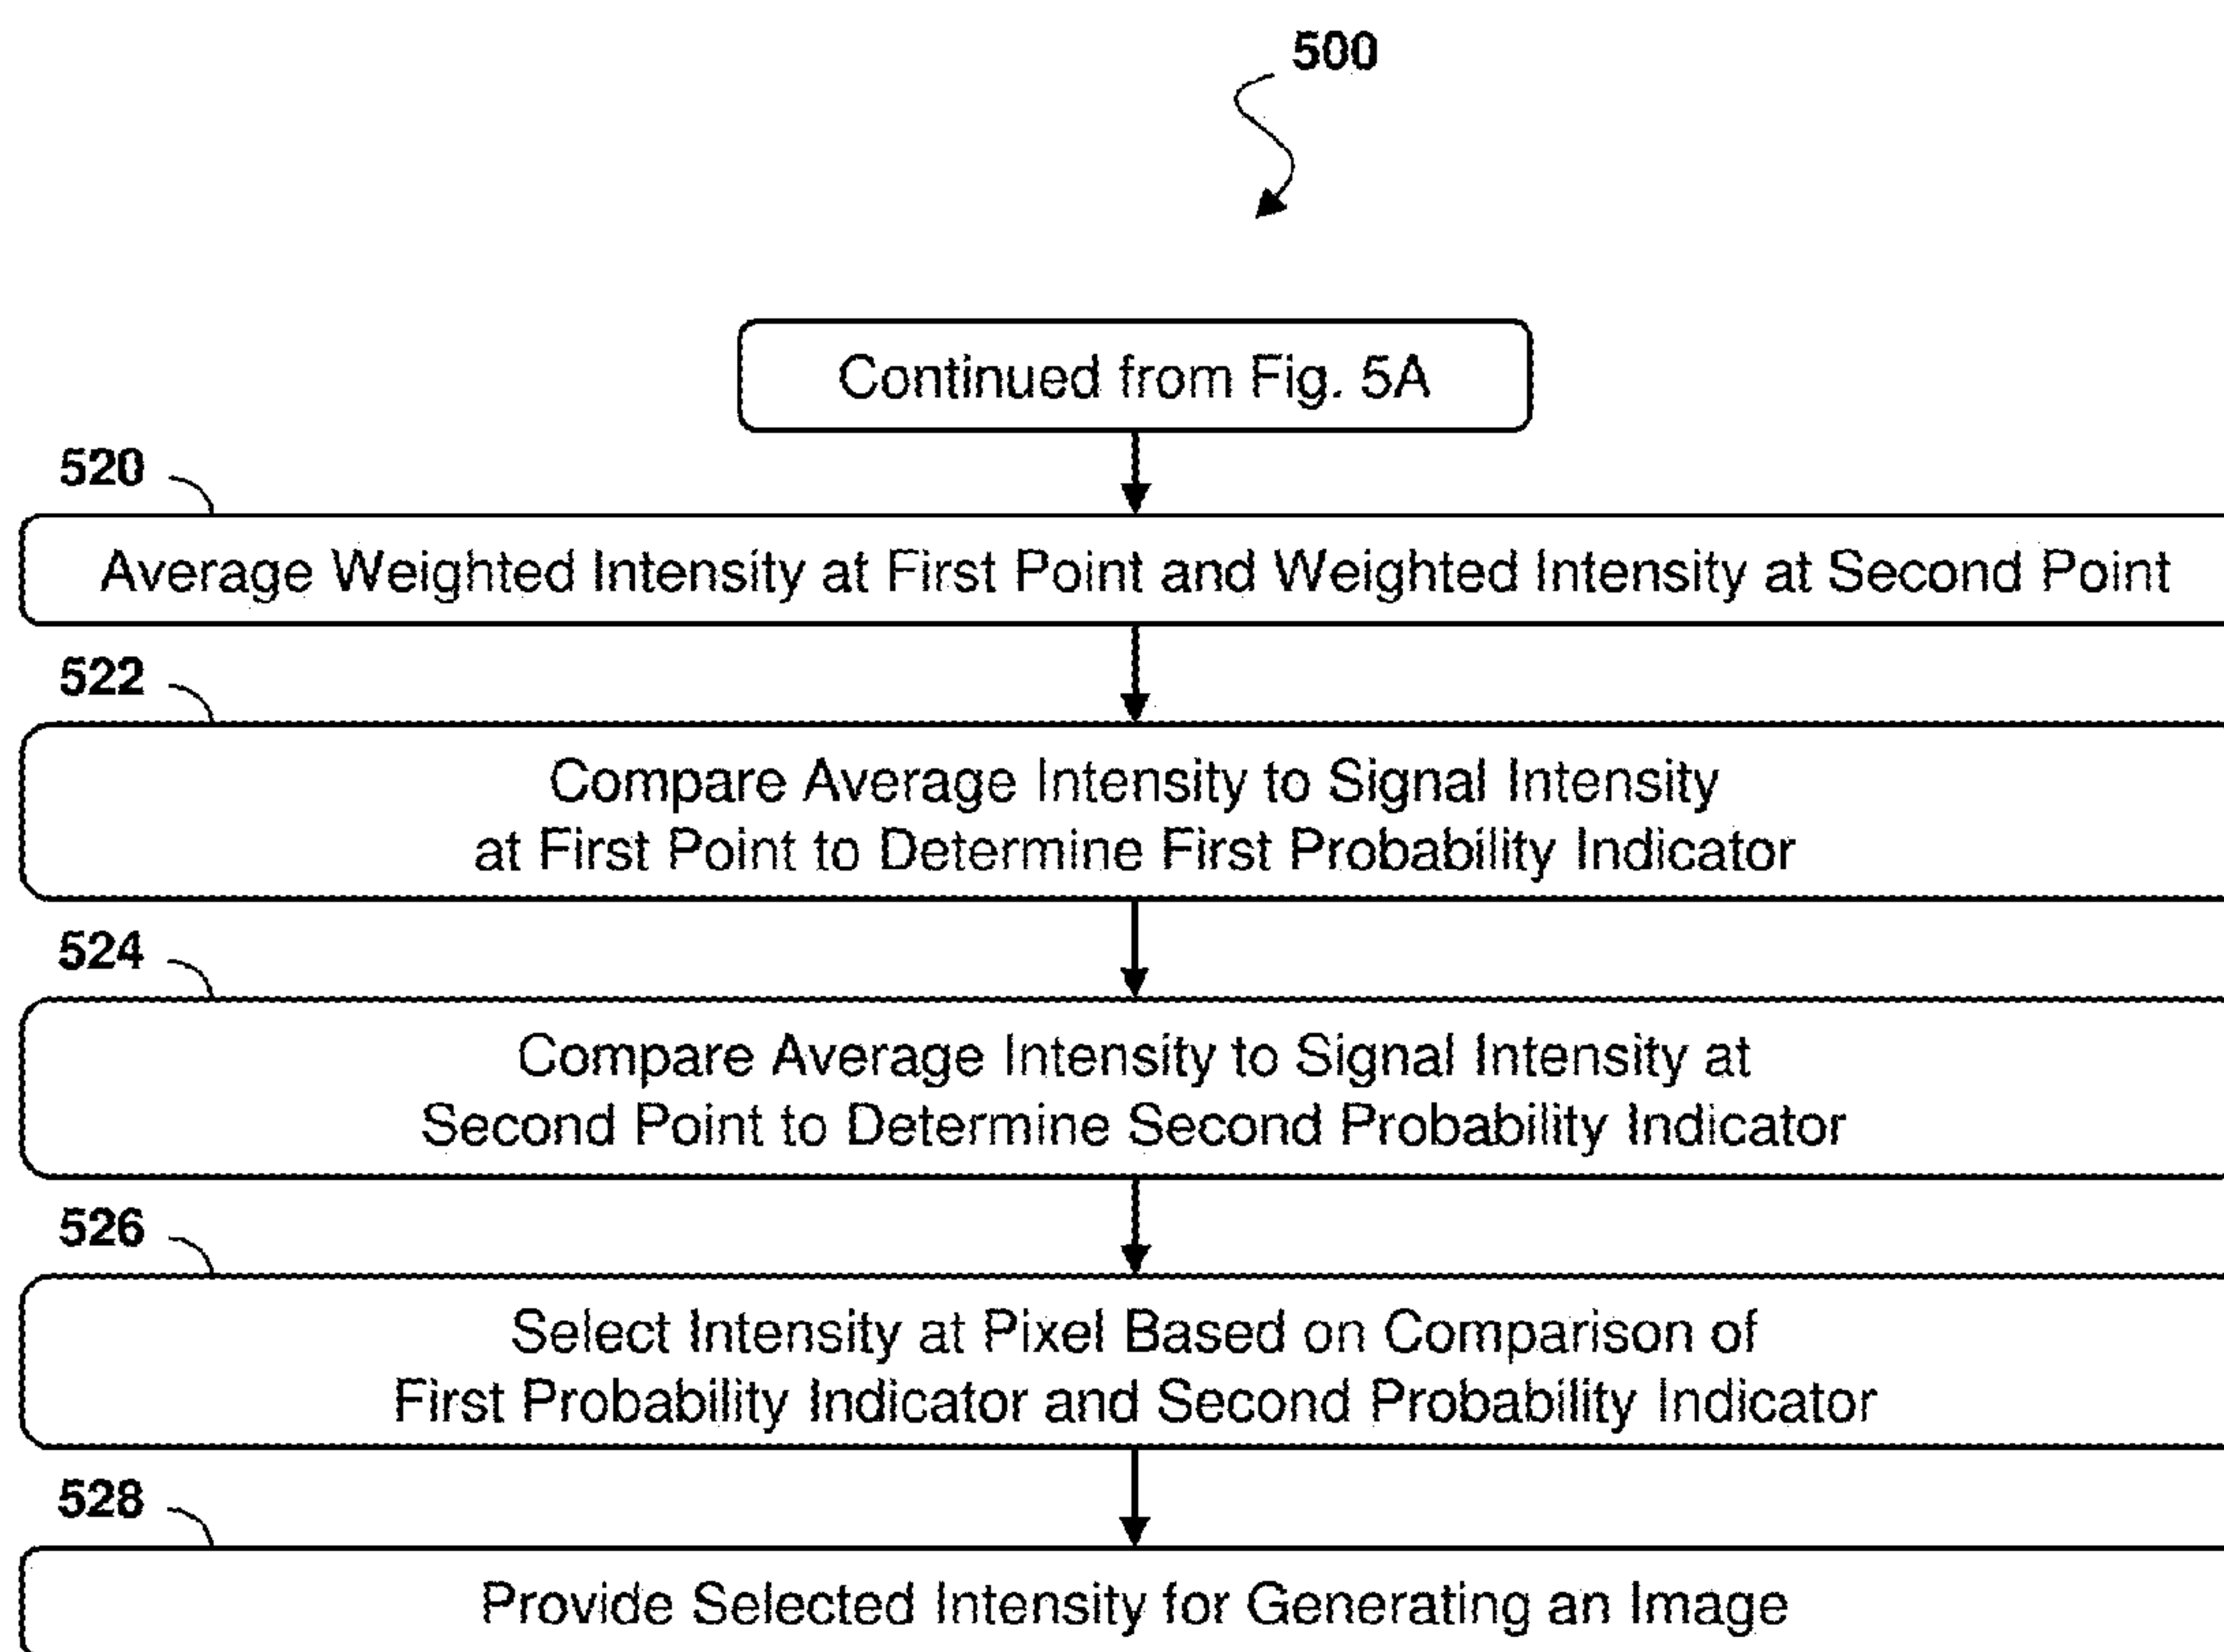 500
Continued from Fig. 5A
520
Average Weighted Intensity at First Point and Weighted Intensity at Second Point
522
Compare Average Intensity to Signal Intensity
at First Point to Determine First Probability Indicator
524
Compare Average Intensity to Signal Intensity at
Second Point to Determine Second Probability Indicator
526
Select Intensity at Pixel Based on Comparison of
First Probability Indicator and Second Probability Indicator
528
Provide Selected Intensity for Generating an Image